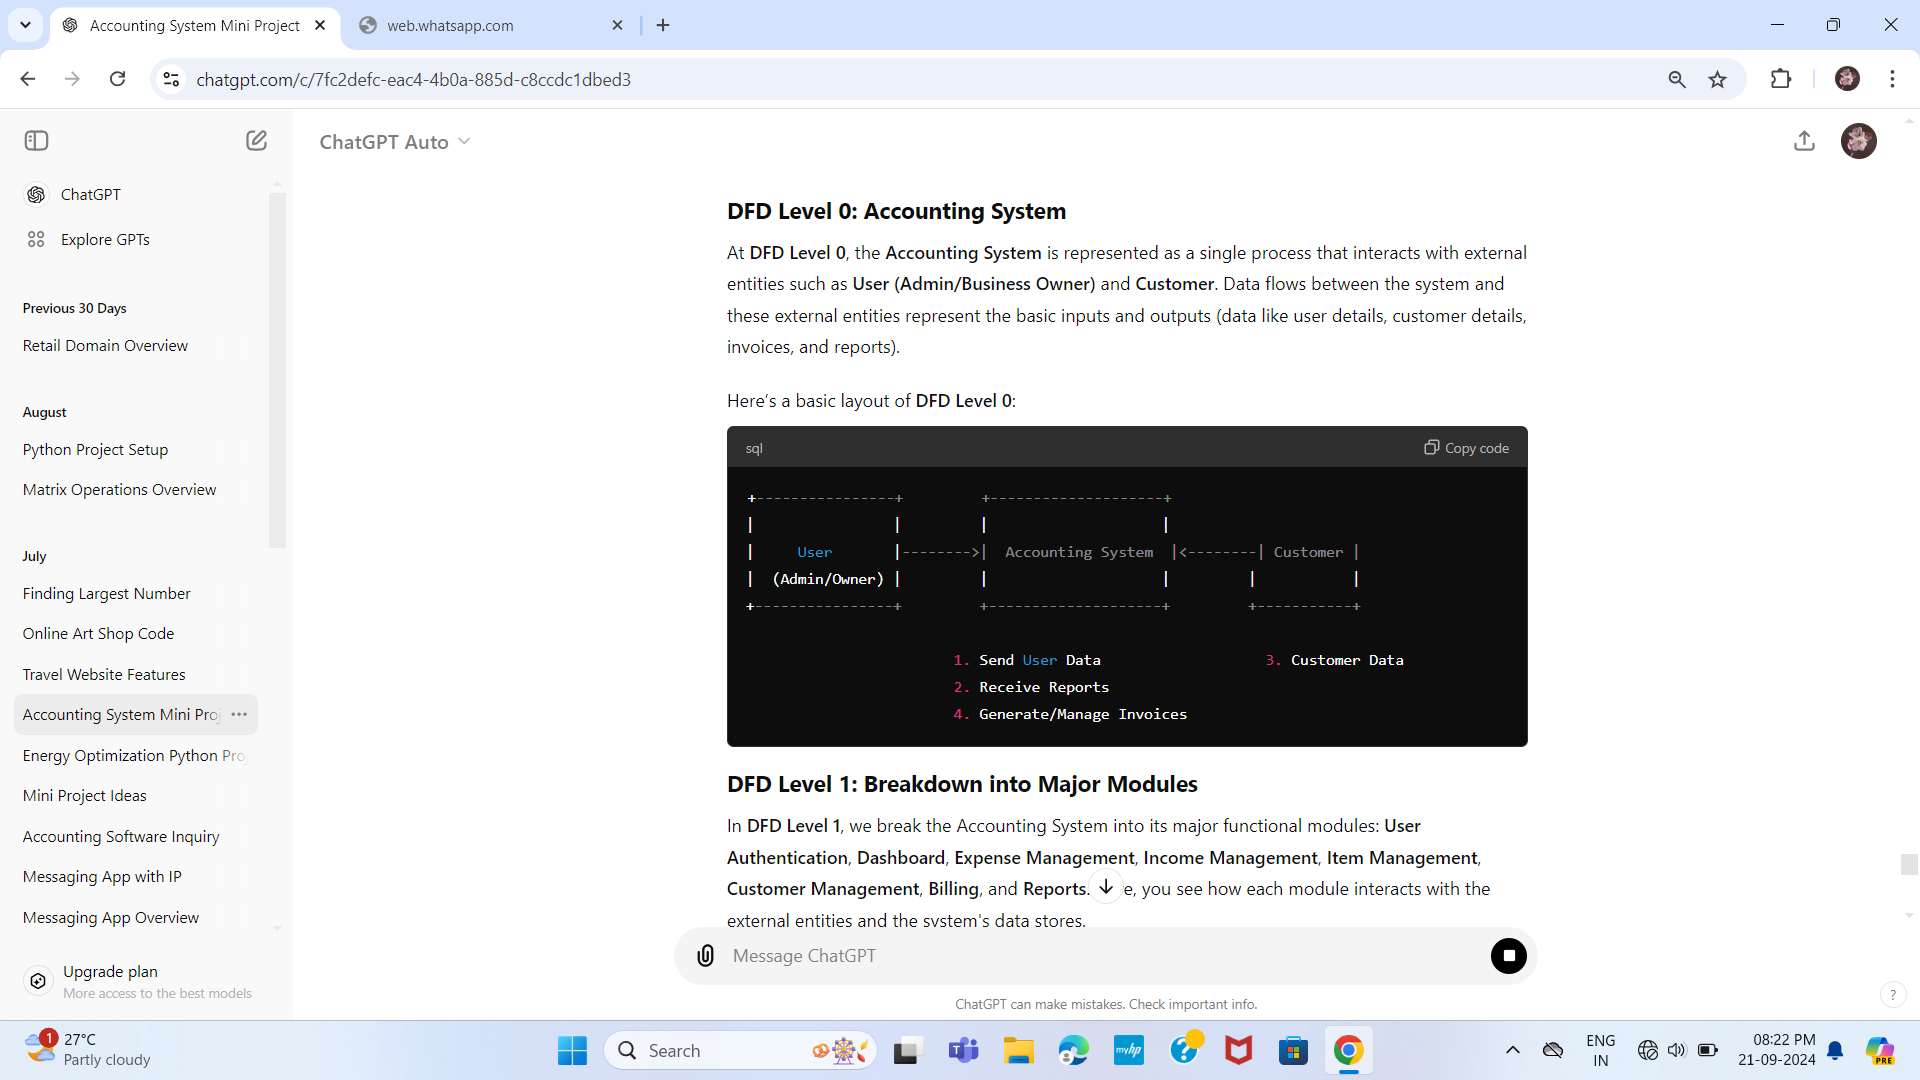 Accounting System Mini Project
web.whatsapp.com
chatgpt.com/c/7fc2defc-eac4-4b0a-885d-c8ccdc1dbed3
ChatGPT Auto
ChatGPT
Explore GPTs
Previous 30 Days
Retail Domain Overview
August
Python Project Setup
Matrix Operations Overview
July
Finding Largest Number
Online Art Shop Code
Travel Website Features
Accounting System Mini Proj
Energy Optimization Python Proj
Mini Project Ideas
Accounting Software Inquiry
Messaging App with IP
Messaging App Overview
Upgrade plan
More access to the best models
DFD Level 0: Accounting System
At DFD Level 0, the Accounting System is represented as a single process that interacts with external
entities such as User (Admin/Business Owner) and Customer. Data flows between the system and
these external entities represent the basic inputs and outputs (data like user details, customer details,
invoices, and reports).
Here's a basic layout of DFD Level 0:
sql
Copy code
+----------------+         +--------------------+
|                |         |                    |
|     User       |-------->|  Accounting System  |<--------| Customer |
|  (Admin/Owner) |         |                    |         |           |
+----------------+         +--------------------+         +-----------+
1. Send User Data 3. Customer Data
2. Receive Reports
4. Generate/Manage Invoices
DFD Level 1: Breakdown into Major Modules
In DFD Level 1, we break the Accounting System into its major functional modules: User
Authentication, Dashboard, Expense Management, Income Management, Item Management,
Customer Management, Billing, and Reports. e, you see how each module interacts with the
external entities and the system's data stores.
Message ChatGPT
ChatGPT can make mistakes. Check important info.
?
1
27°C
Partly cloudy
Search
myhp
ENG
IN
08:22 PM
21-09-2024
PRE